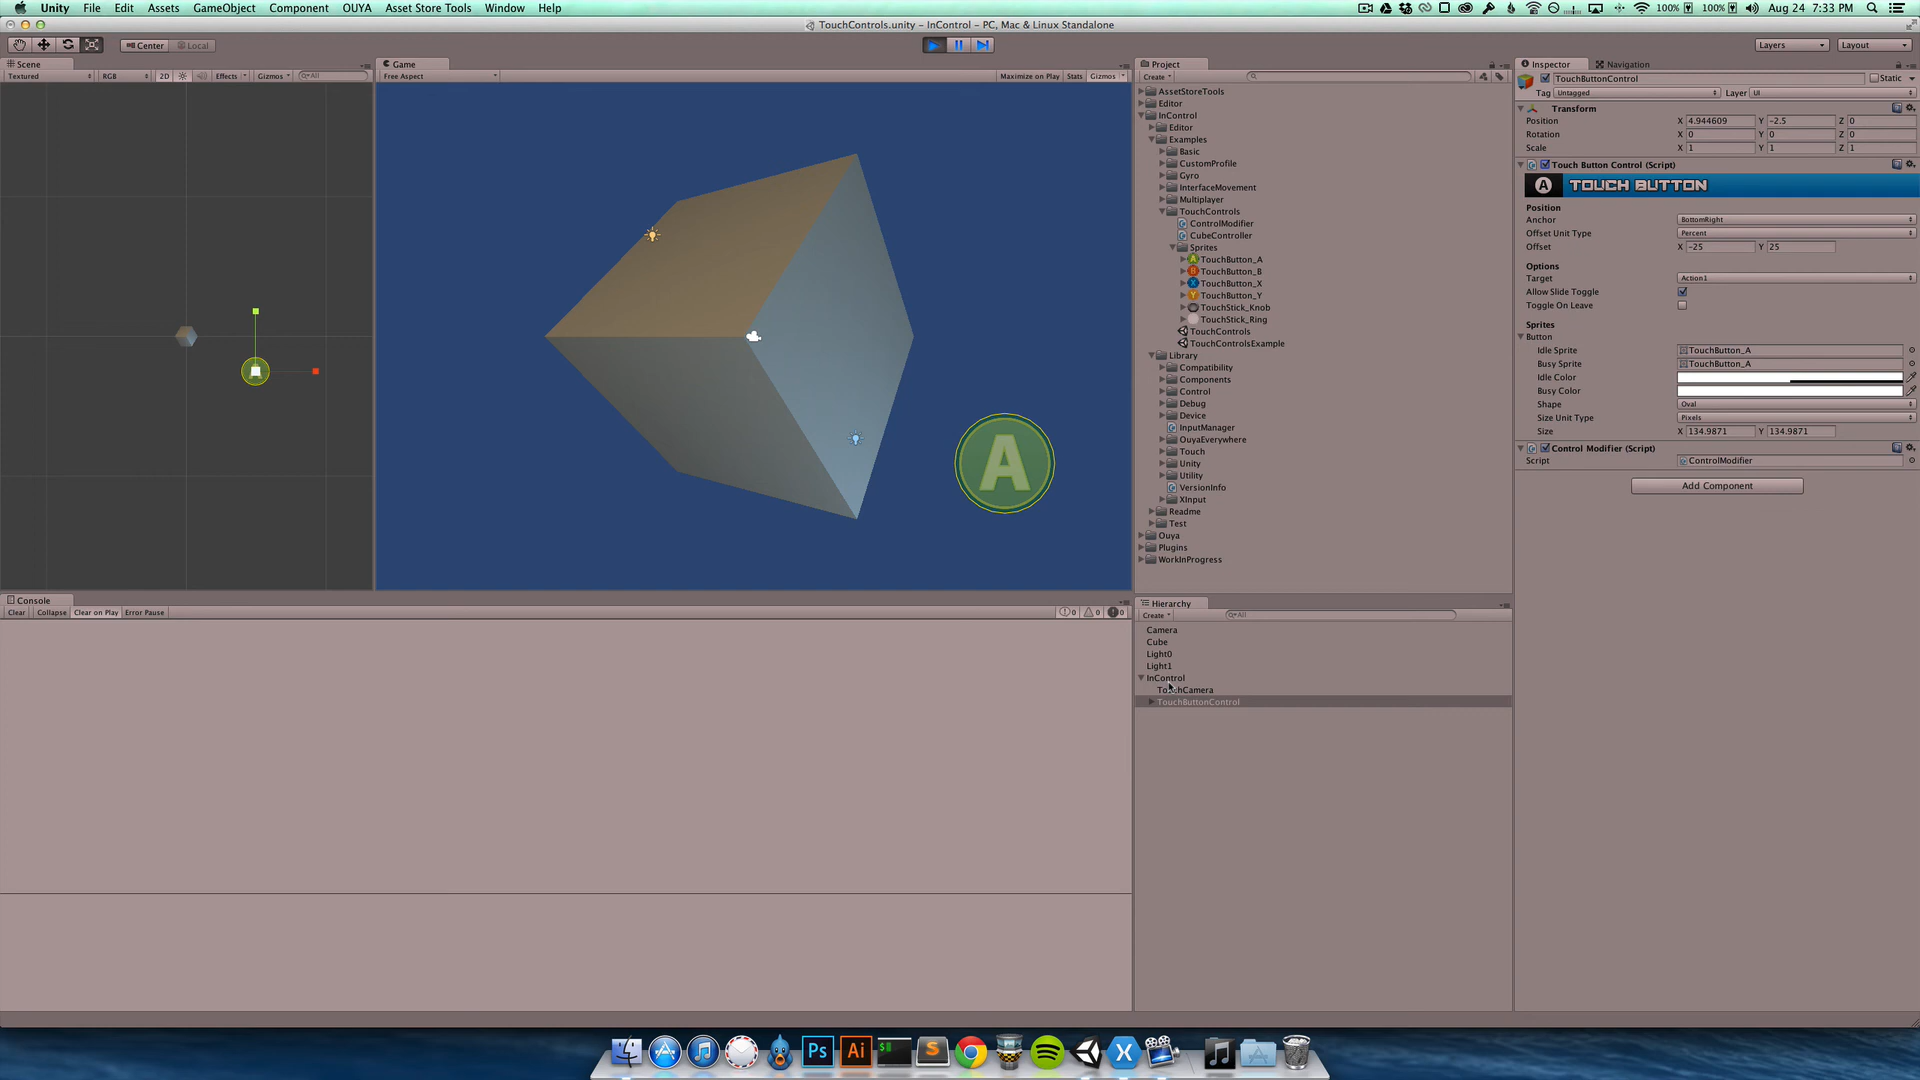 Unity File Edit Assets GameObject Component OUYA Asset Store Tools Window Help 100% 100% Aug 24 7:33 PM
TouchControls.unity – InControl – PC, Mac & Linux Standalone
Center Local Layers Layout
Scene
Textured RGB 2D Effects Gizmos All
Game
Free Aspect Maximize on Play Stats Gizmos
A
A
Console
Clear Collapse Clear on Play Error Pause 0 0 0
Project
Create
AssetStoreTools
Editor
InControl
Editor
Examples
Basic
CustomProfile
Gyro
InterfaceMovement
Multiplayer
TouchControls
ControlModifier
CubeController
Sprites
TouchButton_A
TouchButton_B
TouchButton_X
TouchButton_Y
TouchStick_Knob
TouchStick_Ring
TouchControls
TouchControlsExample
Library
Compatibility
Components
Control
Debug
Device
InputManager
OuyaEverywhere
Touch
Unity
Utility
VersionInfo
XInput
Readme
Test
Ouya
Plugins
WorkInProgress
Hierarchy
Create All
Camera
Cube
Light0
Light1
InControl
TouchCamera
TouchButtonControl
Inspector Navigation
TouchButtonControl Static
Tag Untagged Layer UI
Transform
Position X 4.944609 Y -2.5 Z 0
Rotation X 0 Y 0 Z 0
Scale X 1 Y 1 Z 1
Touch Button Control (Script)
A TOUCH BUTTON
Position
Anchor BottomRight
Offset Unit Type Percent
Offset X -25 Y 25
Options
Target Action1
Allow Slide Toggle
Toggle On Leave
Sprites
Button
Idle Sprite TouchButton_A
Busy Sprite TouchButton_A
Idle Color
Busy Color
Shape Oval
Size Unit Type Pixels
Size X 134.9871 Y 134.9871
Control Modifier (Script)
Script ControlModifier
Add Component
Ps Ai $ S X